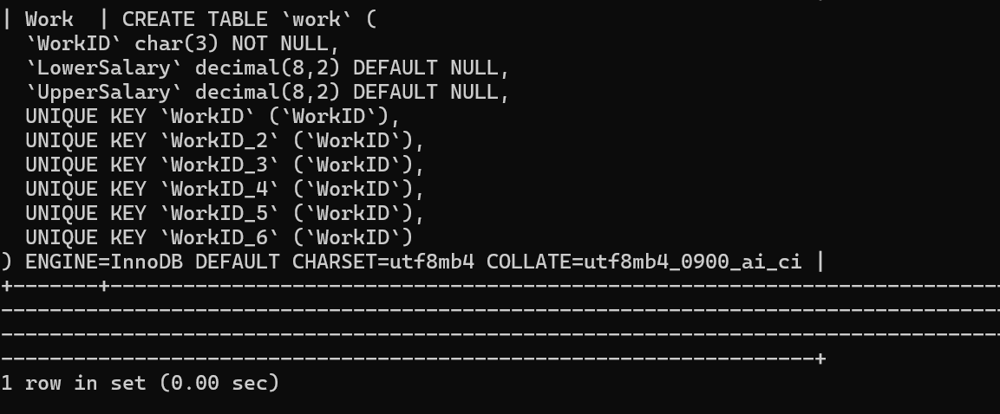 | Work  | CREATE TABLE `work` (
  `WorkID` char(3) NOT NULL,
  `LowerSalary` decimal(8,2) DEFAULT NULL,
  `UpperSalary` decimal(8,2) DEFAULT NULL,
  UNIQUE KEY `WorkID` (`WorkID`),
  UNIQUE KEY `WorkID_2` (`WorkID`),
  UNIQUE KEY `WorkID_3` (`WorkID`),
  UNIQUE KEY `WorkID_4` (`WorkID`),
  UNIQUE KEY `WorkID_5` (`WorkID`),
  UNIQUE KEY `WorkID_6` (`WorkID`)
) ENGINE=InnoDB DEFAULT CHARSET=utf8mb4 COLLATE=utf8mb4_0900_ai_ci |
+-------+--------------------------------------------------------------------------
-----------------------------------------------------------------------------------
-----------------------------------------------------------------------------------
-------------------------------------------------------------------+
1 row in set (0.00 sec)